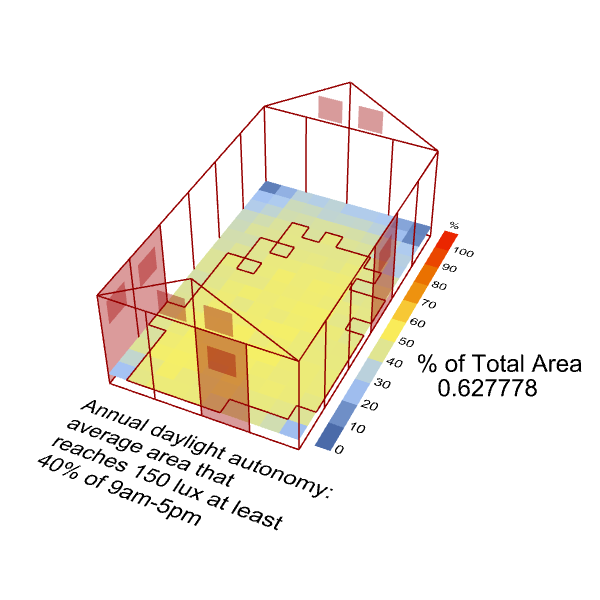 %
100
90
80
70
60
50
40
30
20
10
0
% of Total Area
0.627778
Annual daylight autonomy:
average area that
reaches 150 lux at least
40% of 9am-5pm